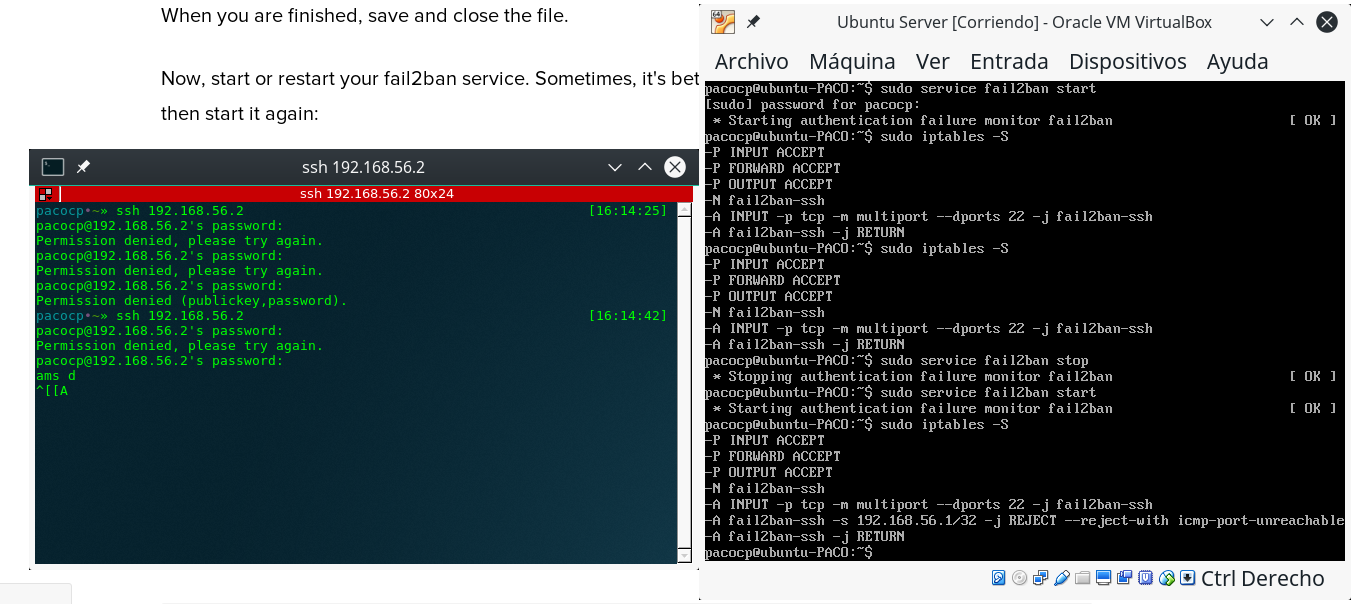 When you are finished, save and close the file.
Now, start or restart your fail2ban service. Sometimes, it's bet
then start it again:
ssh 192.168.56.2
ssh 192.168.56.2 80x24
pacocp•~» ssh 192.168.56.2 [16:14:25]
pacocp@192.168.56.2's password:
Permission denied, please try again.
pacocp@192.168.56.2's password:
Permission denied, please try again.
pacocp@192.168.56.2's password:
Permission denied (publickey,password).
pacocp•~» ssh 192.168.56.2 [16:14:42]
pacocp@192.168.56.2's password:
Permission denied, please try again.
pacocp@192.168.56.2's password:
ams d
^[[A
Ubuntu Server [Corriendo] - Oracle VM VirtualBox
Archivo Máquina Ver Entrada Dispositivos Ayuda
pacocp@ubuntu-PACO:~$ sudo service fail2ban start
[sudo] password for pacocp:
* Starting authentication failure monitor fail2ban [ OK ]
pacocp@ubuntu-PACO:~$ sudo iptables -S
-P INPUT ACCEPT
-P FORWARD ACCEPT
-P OUTPUT ACCEPT
-N fail2ban-ssh
-A INPUT -p tcp -m multiport --dports 22 -j fail2ban-ssh
-A fail2ban-ssh -j RETURN
pacocp@ubuntu-PACO:~$ sudo iptables -S
-P INPUT ACCEPT
-P FORWARD ACCEPT
-P OUTPUT ACCEPT
-N fail2ban-ssh
-A INPUT -p tcp -m multiport --dports 22 -j fail2ban-ssh
-A fail2ban-ssh -j RETURN
pacocp@ubuntu-PACO:~$ sudo service fail2ban stop
* Stopping authentication failure monitor fail2ban [ OK ]
pacocp@ubuntu-PACO:~$ sudo service fail2ban start
* Starting authentication failure monitor fail2ban [ OK ]
pacocp@ubuntu-PACO:~$ sudo iptables -S
-P INPUT ACCEPT
-P FORWARD ACCEPT
-P OUTPUT ACCEPT
-N fail2ban-ssh
-A INPUT -p tcp -m multiport --dports 22 -j fail2ban-ssh
-A fail2ban-ssh -s 192.168.56.1/32 -j REJECT --reject-with icmp-port-unreachable
-A fail2ban-ssh -j RETURN
pacocp@ubuntu-PACO:~$
Ctrl Derecho